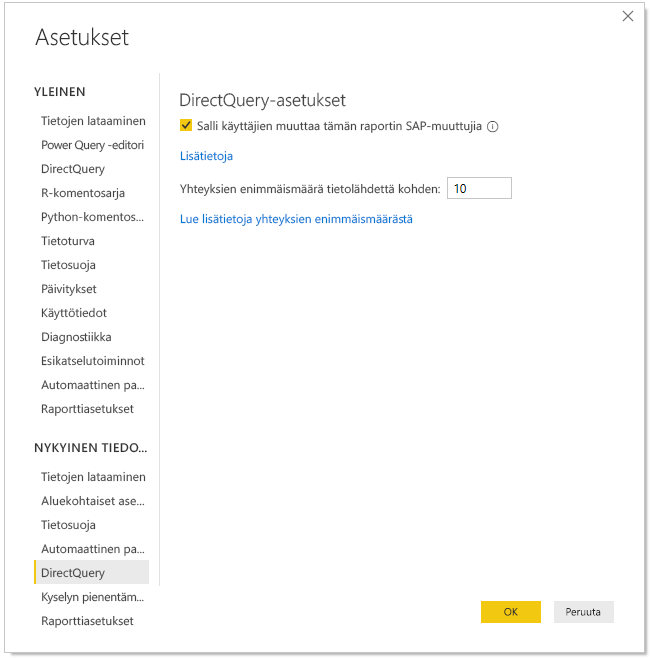 Asetukset
YLEINEN
Tietojen lataaminen
Power Query -editori
DirectQuery
R-komentosarja
Python-komentos...
Tietoturva
Tietosuoja
Päivitykset
Käyttötiedot
Diagnostiikka
Esikatselutoiminnot
Automaattinen pa...
Raporttiasetukset
NYKYINEN TIEDO...
Tietojen lataaminen
Aluekohtaiset ase...
Tietosuoja
Automaattinen pa...
DirectQuery
Kyselyn pienentäm...
Raporttiasetukset
DirectQuery-asetukset
Salli käyttäjien muuttaa tämän raportin SAP-muuttujia
Lisätietoja
Yhteyksien enimmäismäärä tietolähdettä kohden: 10
Lue lisätietoja yhteyksien enimmäismäärästä
OK Peruuta